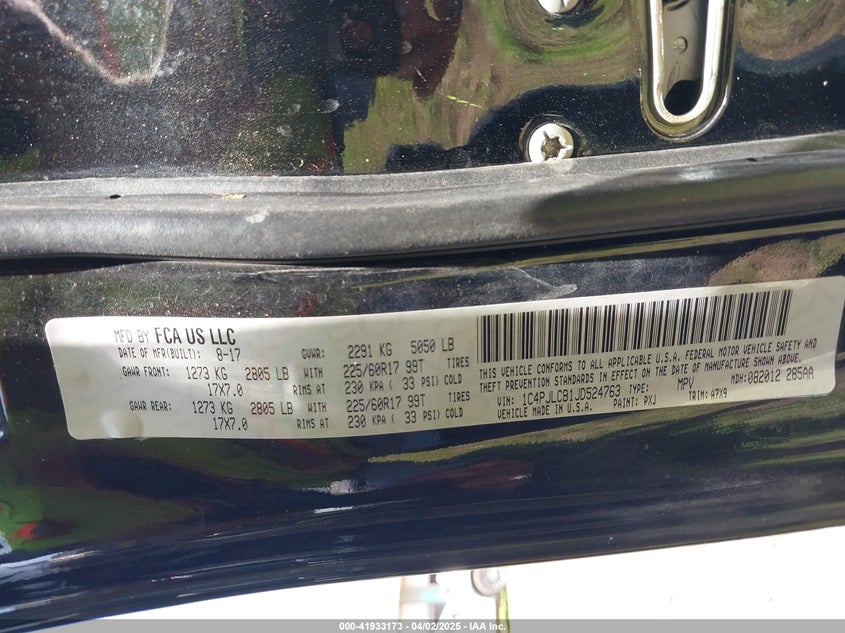 MFD BY FCA US LLC
DATE OF MFR(BUILT): 8-17 GVWR: 2291 KG 5050 LB
GAWR FRONT: 1273 KG 2805 LB WITH 225/60R17 99T TIRES
17X7.0 RIMS AT 230 KPA ( 33 PSI) COLD
GAWR REAR: 1273 KG 2805 LB WITH 225/60R17 99T TIRES
17X7.0 RIMS AT 230 KPA ( 33 PSI) COLD
THIS VEHICLE CONFORMS TO ALL APPLICABLE U.S.A. FEDERAL MOTOR VEHICLE SAFETY AND
THEFT PREVENTION STANDARDS IN EFFECT ON THE DATE OF MANUFACTURE SHOWN ABOVE.
VIN: 1C4PJLCB1JD524763 TYPE: MPV MDH: 082012 285AA
VEHICLE MADE IN U.S.A. PAINT: PXJ TRIM: A7X9
000-41933173 | 04/02/2025 - IAA Inc.